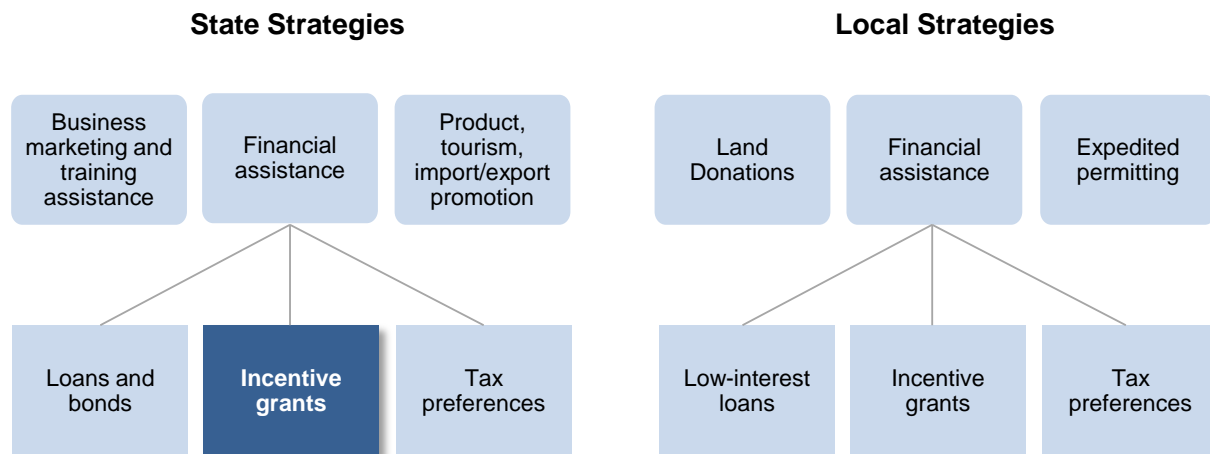 State Strategies
Local Strategies
Business
marketing and
training
assistance
Financial
assistance
Product,
tourism,
import/export
promotion
Land
Donations
Financial
assistance
Expedited
permitting
Loans and
bonds
Incentive
grants
Tax
preferences
Low-interest
loans
Incentive
grants
Tax
preferences